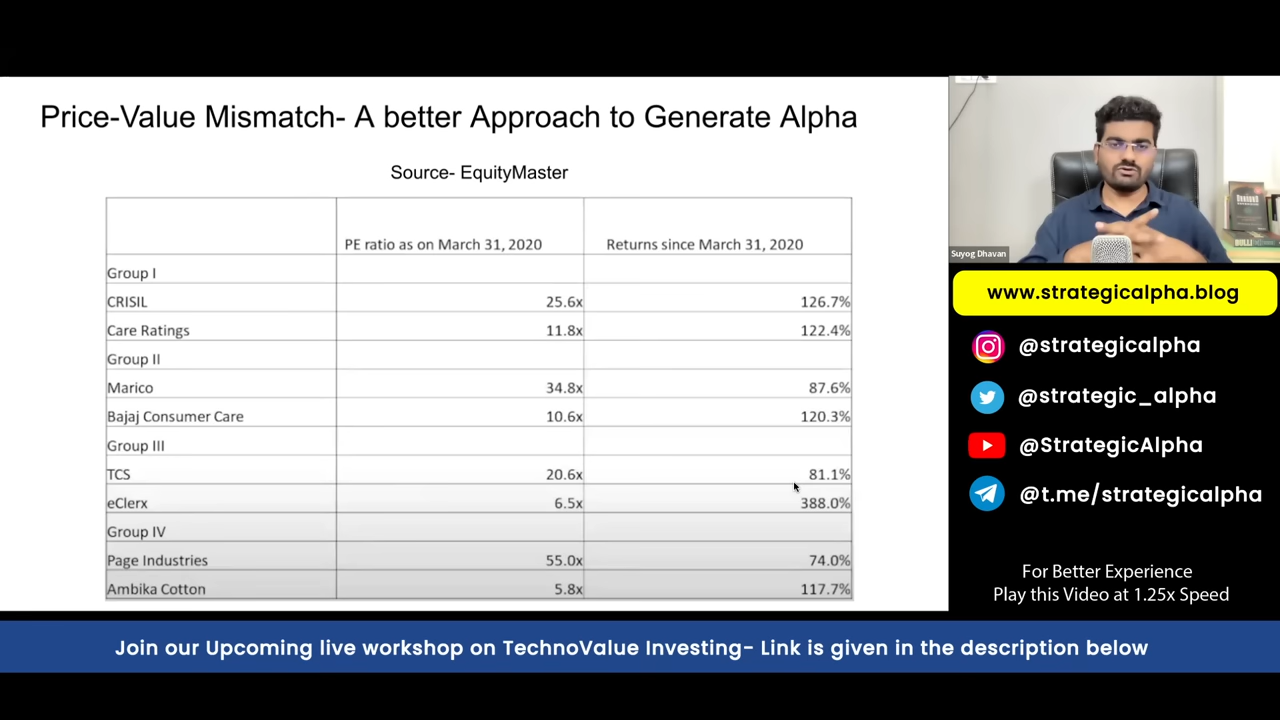 Price-Value Mismatch- A better Approach to Generate Alpha
Source- EquityMaster
PE ratio as on March 31, 2020 Returns since March 31, 2020
Group I
CRISIL 25.6x 126.7%
Care Ratings 11.8x 122.4%
Group II
Marico 34.8x 87.6%
Bajaj Consumer Care 10.6x 120.3%
Group III
TCS 20.6x 81.1%
eClerx 6.5x 388.0%
Group IV
Page Industries 55.0x 74.0%
Ambika Cotton 5.8x 117.7%
Suyog Dhavan
www.strategicalpha.blog
@strategicalpha
@strategic_alpha
@StrategicAlpha
@t.me/strategicalpha
For Better Experience
Play this Video at 1.25x Speed
Join our Upcoming live workshop on TechnoValue Investing- Link is given in the description below